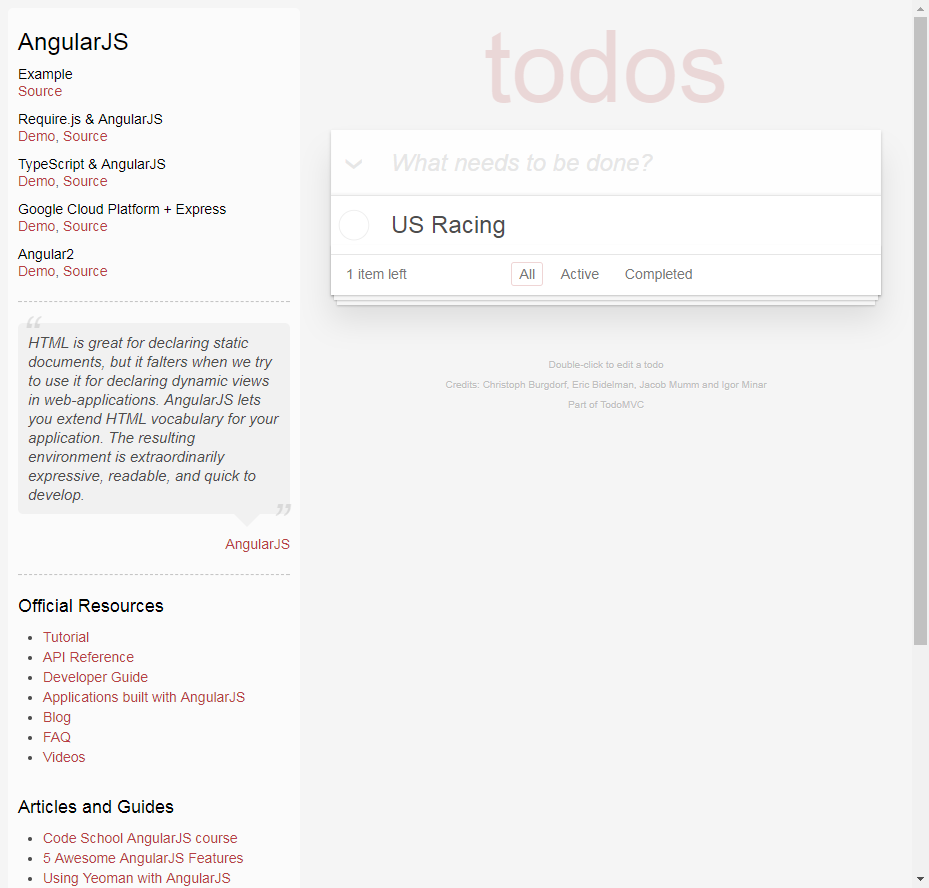 AngularJS
Example
Source
Require.js & AngularJS
Demo, Source
TypeScript & AngularJS
Demo, Source
Google Cloud Platform + Express
Demo, Source
Angular2
Demo, Source
“
HTML is great for declaring static
documents, but it falters when we try
to use it for declaring dynamic views
in web-applications. AngularJS lets
you extend HTML vocabulary for your
application. The resulting
environment is extraordinarily
expressive, readable, and quick to
develop.
”
AngularJS
Official Resources
Tutorial
API Reference
Developer Guide
Applications built with AngularJS
Blog
FAQ
Videos
Articles and Guides
Code School AngularJS course
5 Awesome AngularJS Features
Using Yeoman with AngularJS
todos
What needs to be done?
US Racing
1 item left All Active Completed
Double-click to edit a todo
Credits: Christoph Burgdorf, Eric Bidelman, Jacob Mumm and Igor Minar
Part of TodoMVC